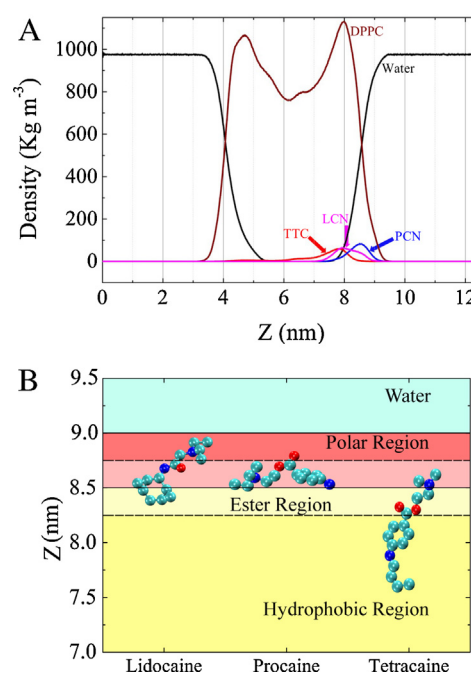 A
DPPC
1000
Water
800
600
400
LCN
200
TTC
PCN
0
0 2 4 6 8 10 12
Density (Kg m-3)
Z (nm)
B
9.5
Water
9.0
Polar Region
8.5
Ester Region
8.0
7.5
Hydrophobic Region
7.0
Z(nm)
Lidocaine Procaine Tetracaine